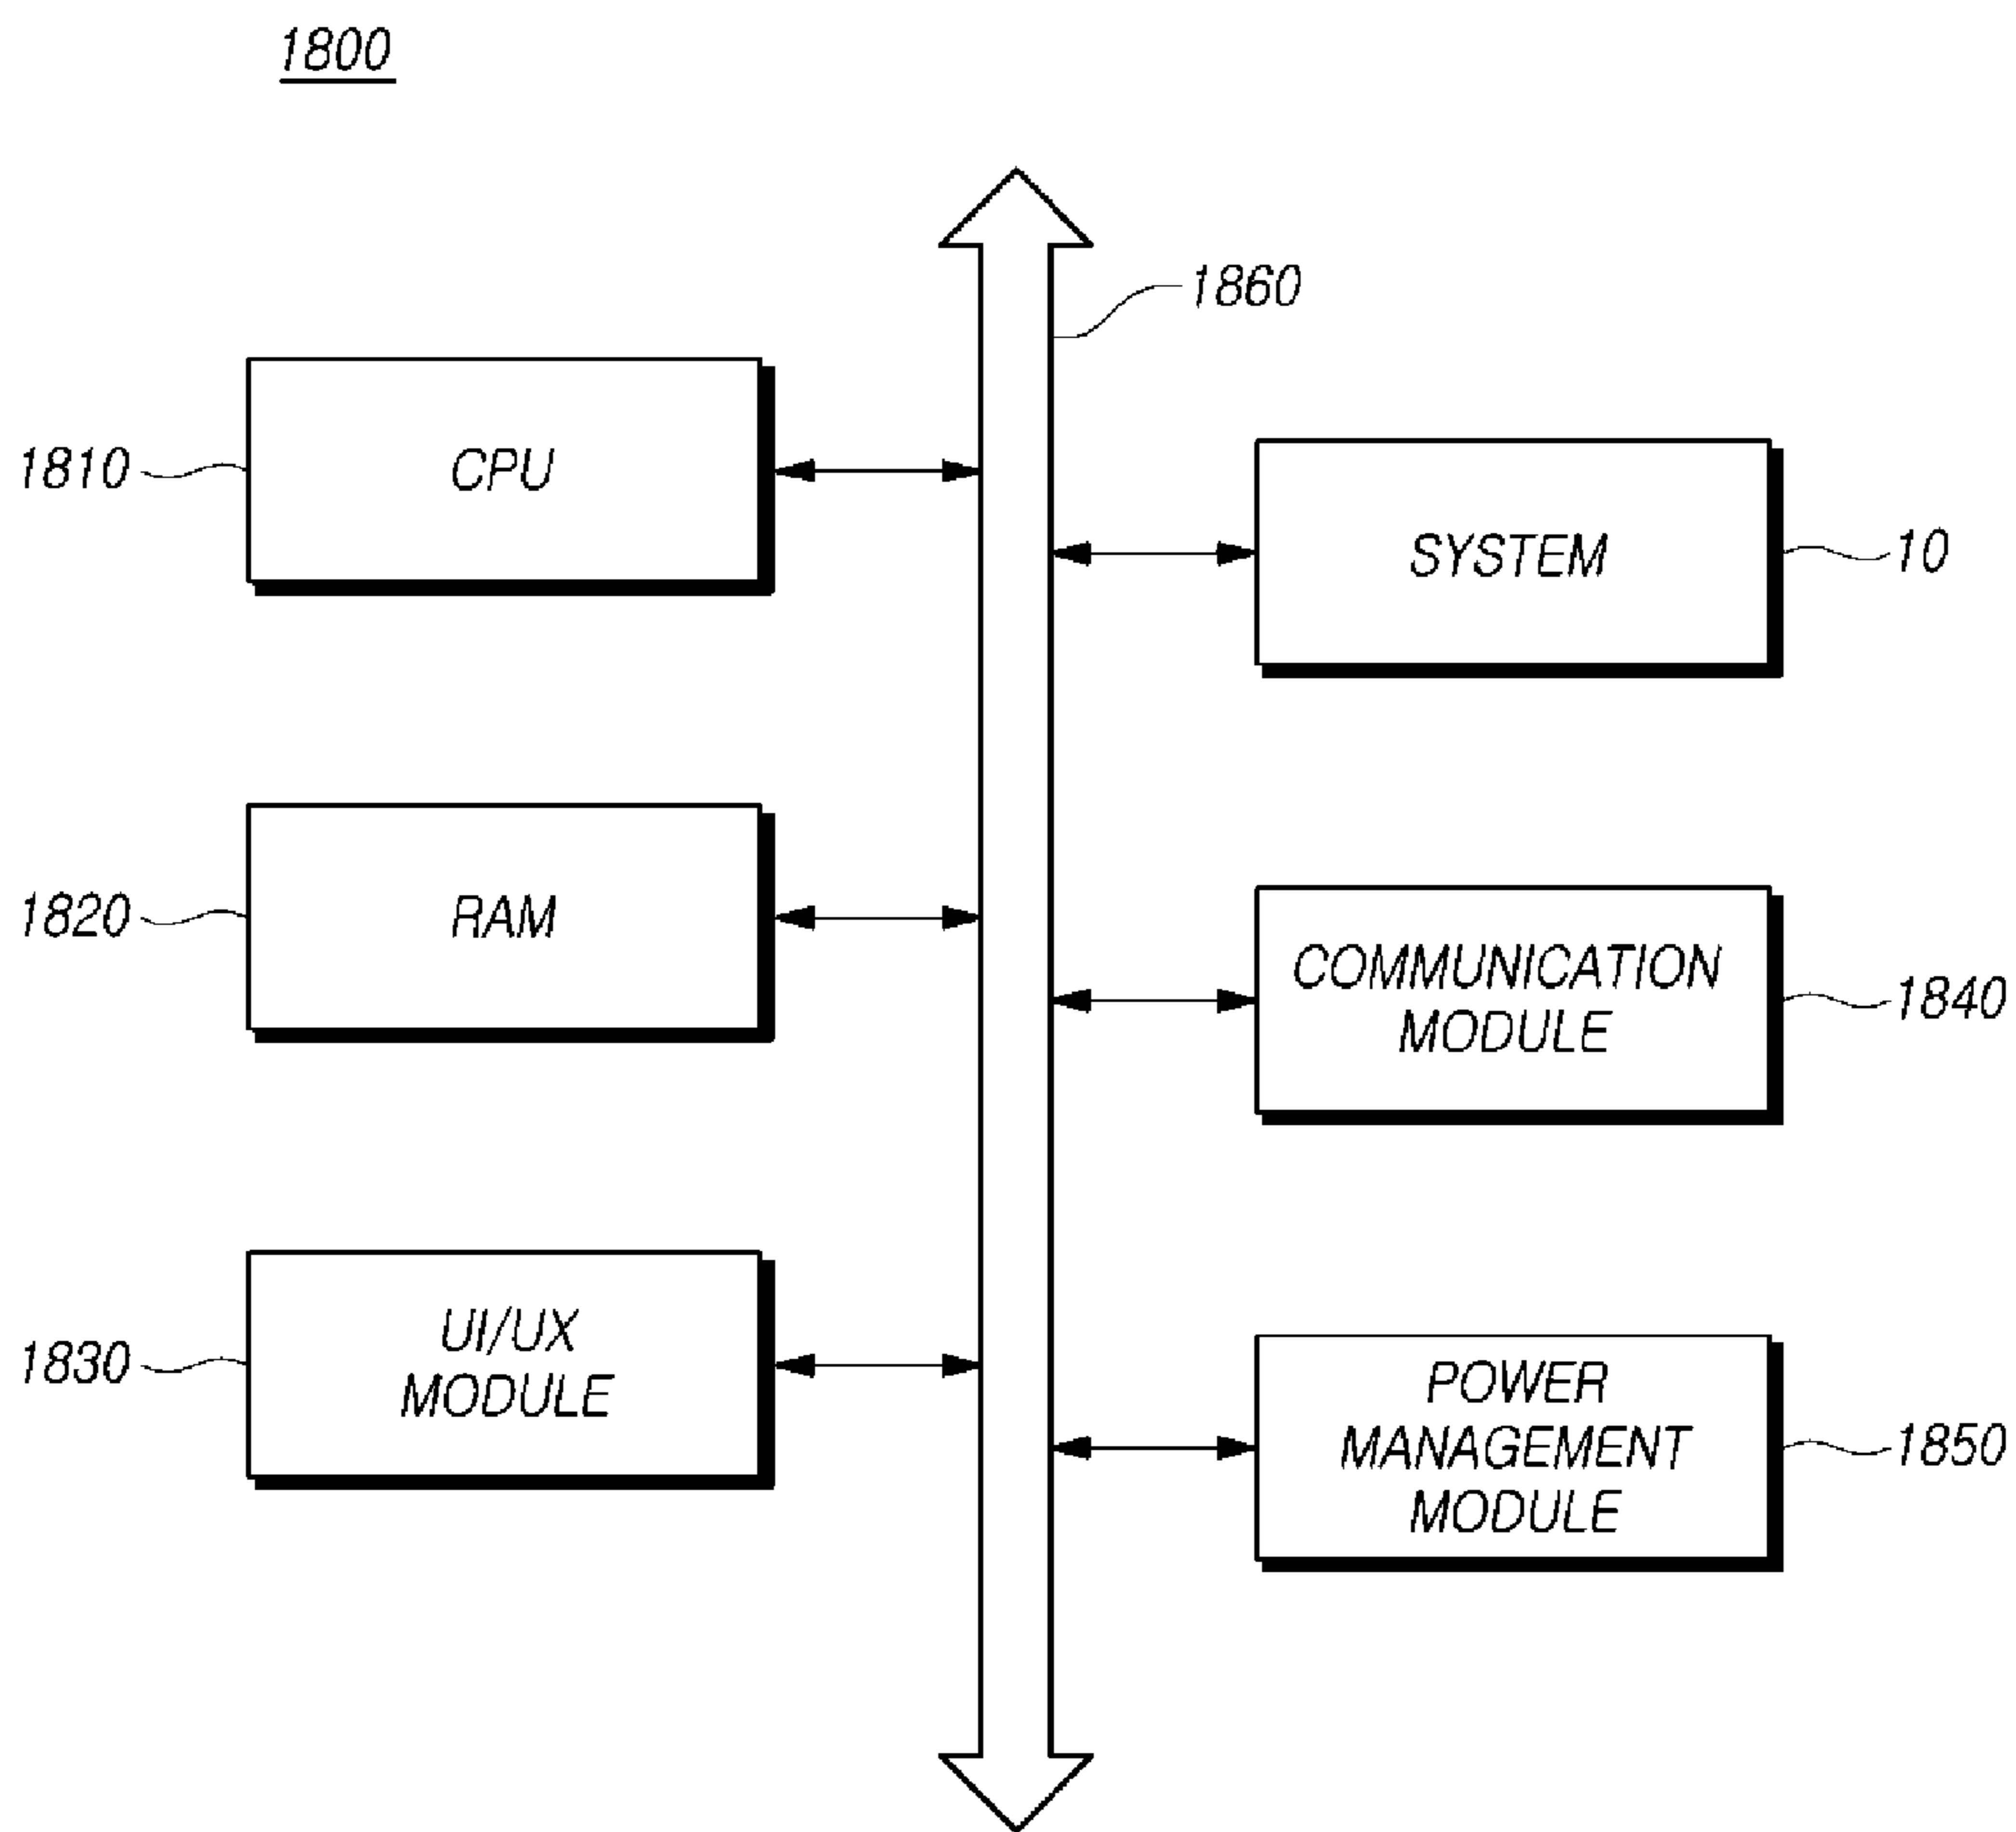 1800
1860
1810
CPU
SYSTEM
10
1820
RAM
COMMUNICATION
MODULE
1840
1830
UI/UX
MODULE
POWER
MANAGEMENT
MODULE
1850